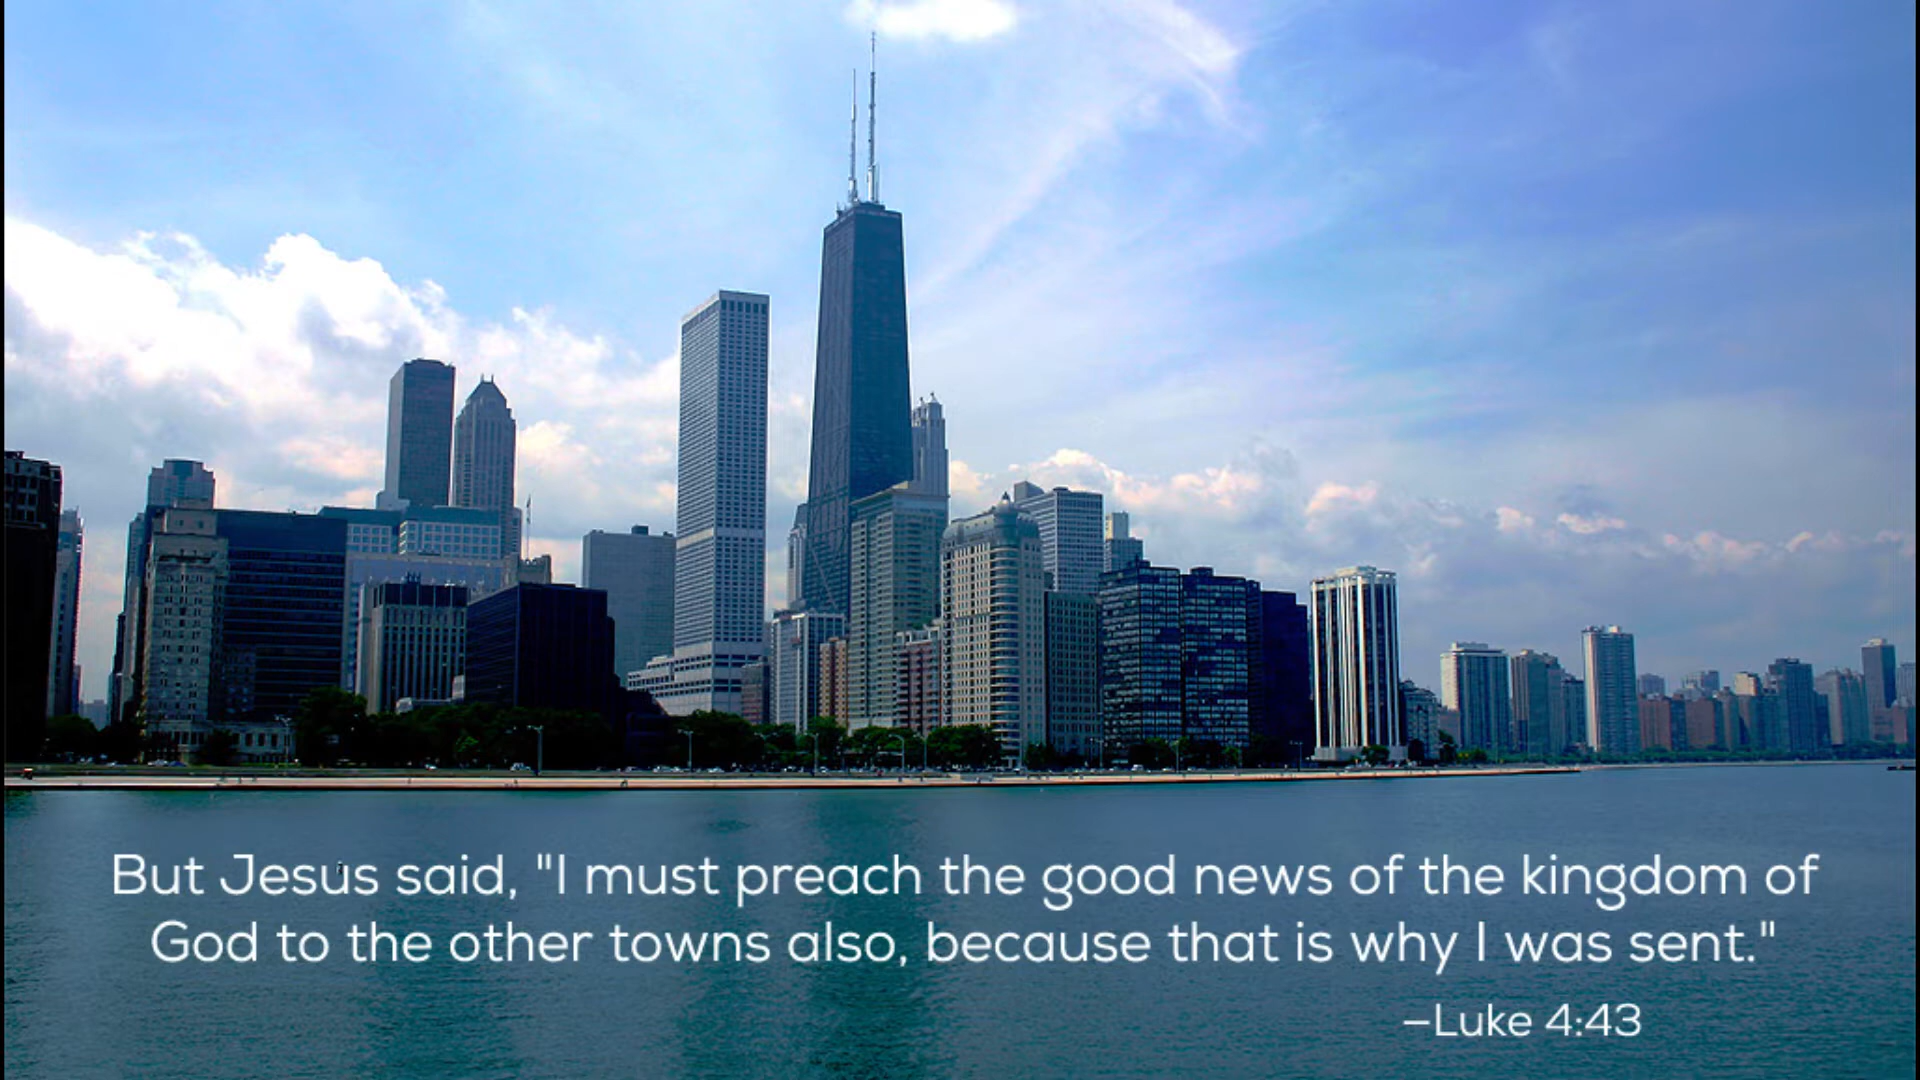 But Jesus said, "I must preach the good news of the kingdom of
God to the other towns also, because that is why I was sent."
—Luke 4:43